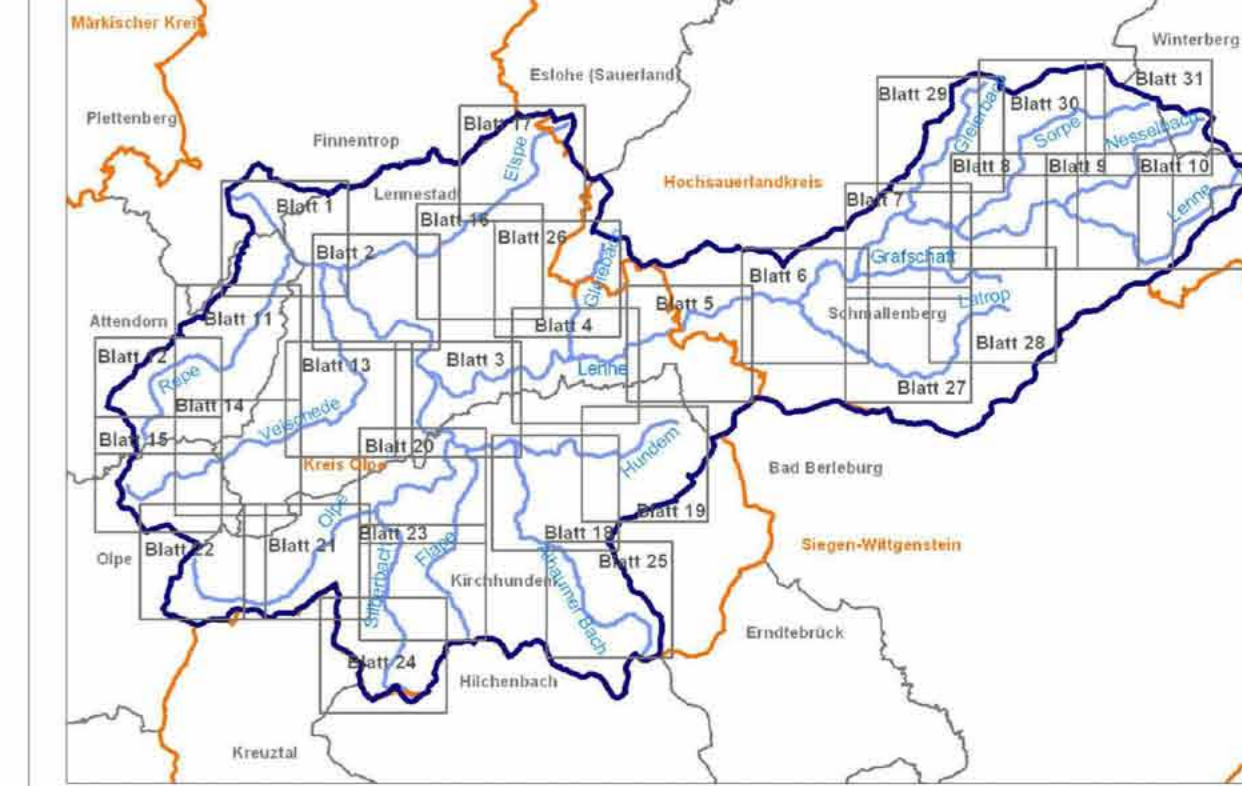 Märkischer Kreis
Winterberg
Eslohe (Sauerland)
Blatt 31
Blatt 29
Blatt 30
Gleierbach
Plettenberg
Blatt 17
Sorpe
Nesselbach
Finnentrop
Elspe
Blatt 8
Blatt 9
Blatt 10
Hochsauerlandkreis
Lennestadt
Blatt 7
Blatt 1
Lenne
Blatt 16
Blatt 26
Blatt 2
Grafschaft
Gleiebach
Blatt 6
Latrop
Blatt 5
Schmallenberg
Blatt 11
Attendorn
Blatt 4
Blatt 28
Blatt 12
Blatt 3
Blatt 13
Lenne
Repe
Blatt 27
Blatt 14
Veischede
Blatt 15
Blatt 20
Hundem
Kreis Olpe
Bad Berleburg
Olpe
Blatt 19
Blatt 23
Blatt 18
Blatt 21
Siegen-Wittgenstein
Blatt 22
Olpe
Flape
Blatt 25
Silberbach
Kirchhundem
Albaumer Bach
Erndtebrück
Blatt 24
Hilchenbach
Kreuztal